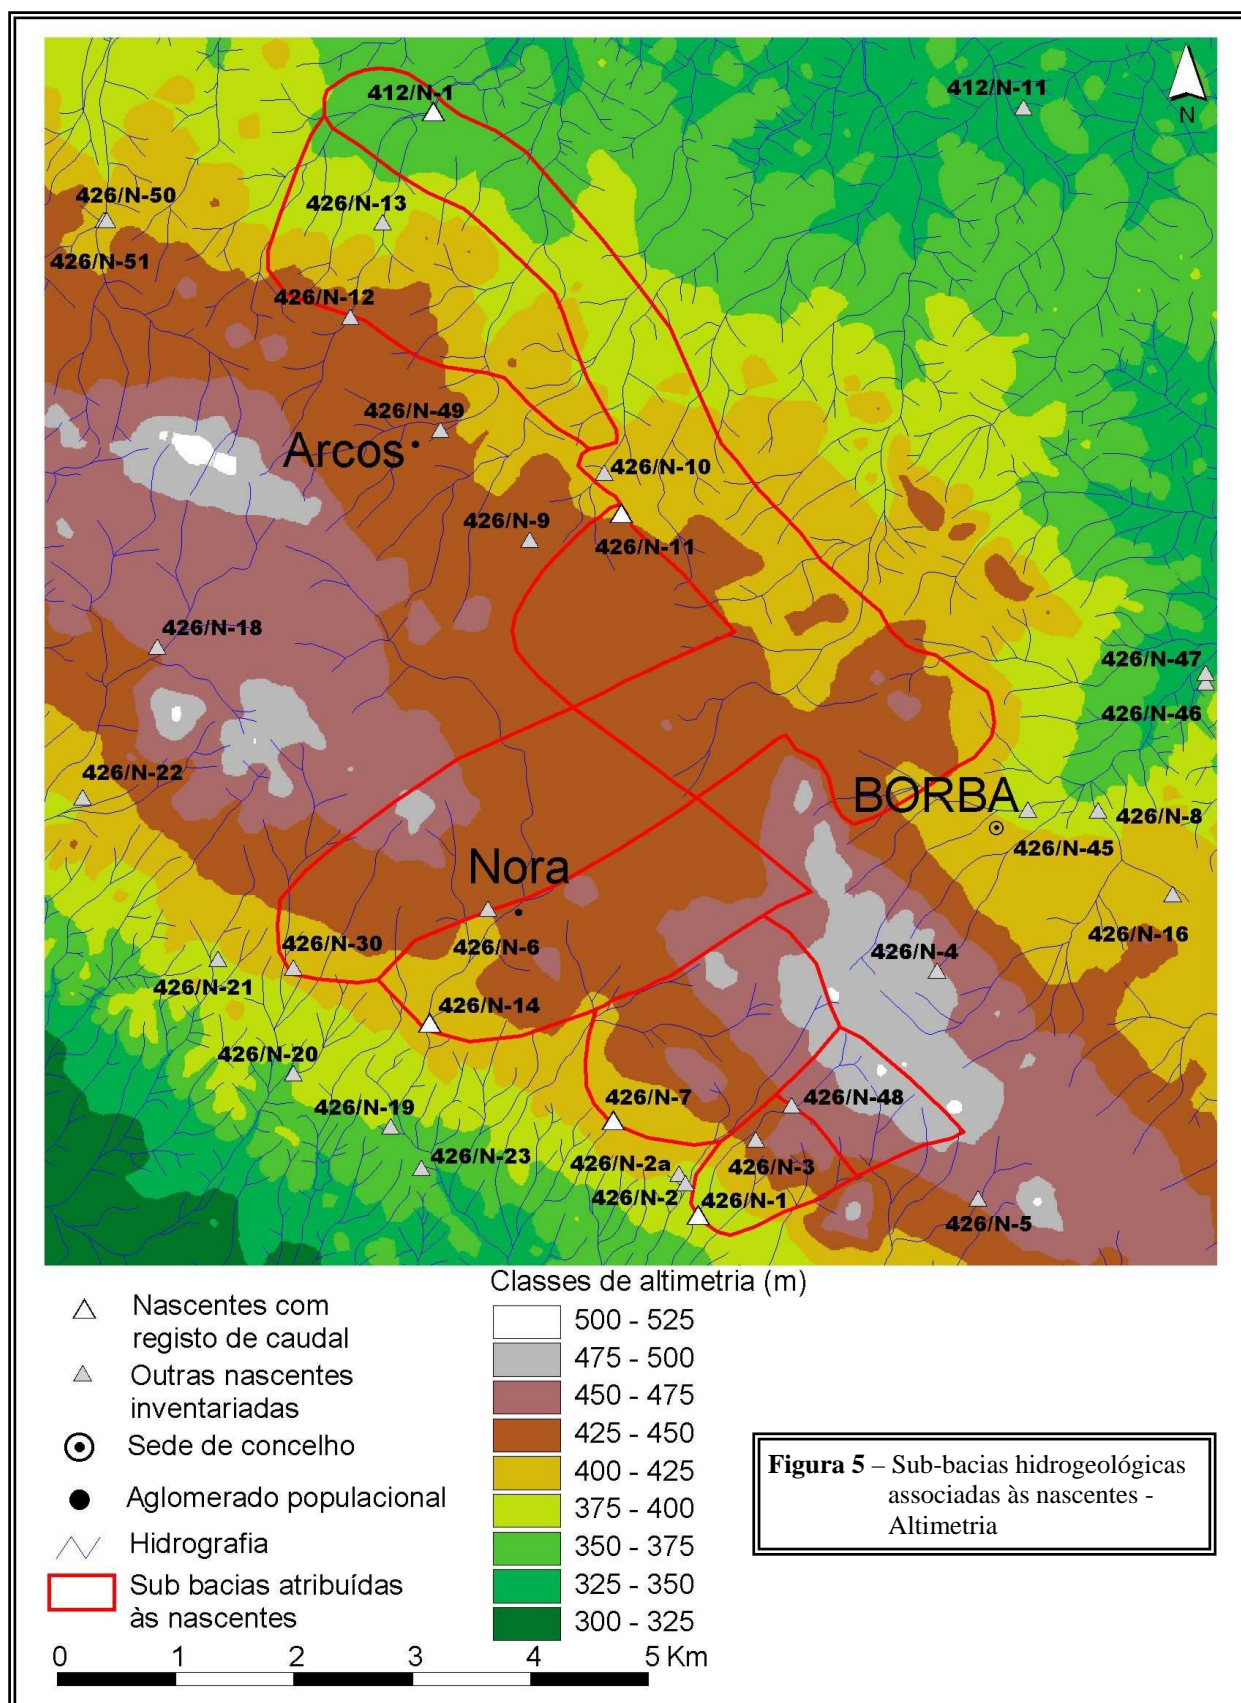 412/N-1
412/N-11
N
426/N-50
426/N-13
426/N-51
426/N-12
426/N-49
Arcos
426/N-10
426/N-9
426/N-11
426/N-18
426/N-47
426/N-46
426/N-22
BORBA
426/N-8
426/N-45
Nora
426/N-16
426/N-30
426/N-6
426/N-4
426/N-21
426/N-14
426/N-20
426/N-7
426/N-48
426/N-19
426/N-23
426/N-2a
426/N-3
426/N-2
426/N-1
426/N-5
Nascentes com
registo de caudal
Outras nascentes
inventariadas
Sede de concelho
Aglomerado populacional
Hidrografia
Sub bacias atribuídas
às nascentes
0 1 2 3 4 5 Km
Classes de altimetria (m)
500 - 525
475 - 500
450 - 475
425 - 450
400 - 425
375 - 400
350 - 375
325 - 350
300 - 325
Figura 5 – Sub-bacias hidrogeológicas
associadas às nascentes -
Altimetria